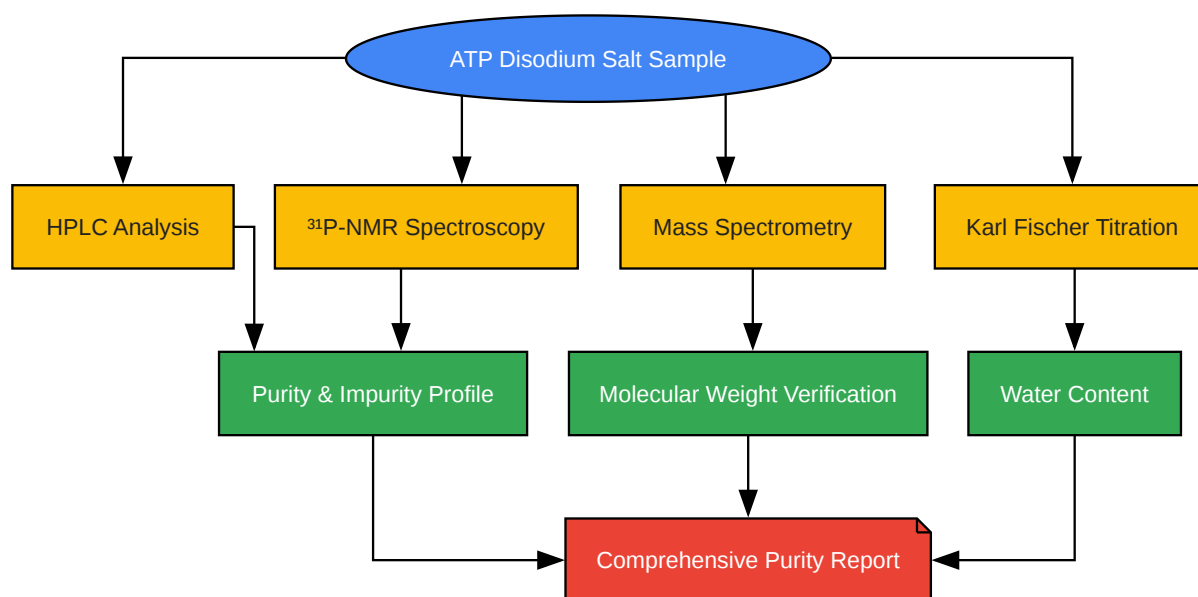 ATP Disodium Salt Sample
HPLC Analysis
³¹P-NMR Spectroscopy
Mass Spectrometry
Karl Fischer Titration
Purity & Impurity Profile
Molecular Weight Verification
Water Content
Comprehensive Purity Report